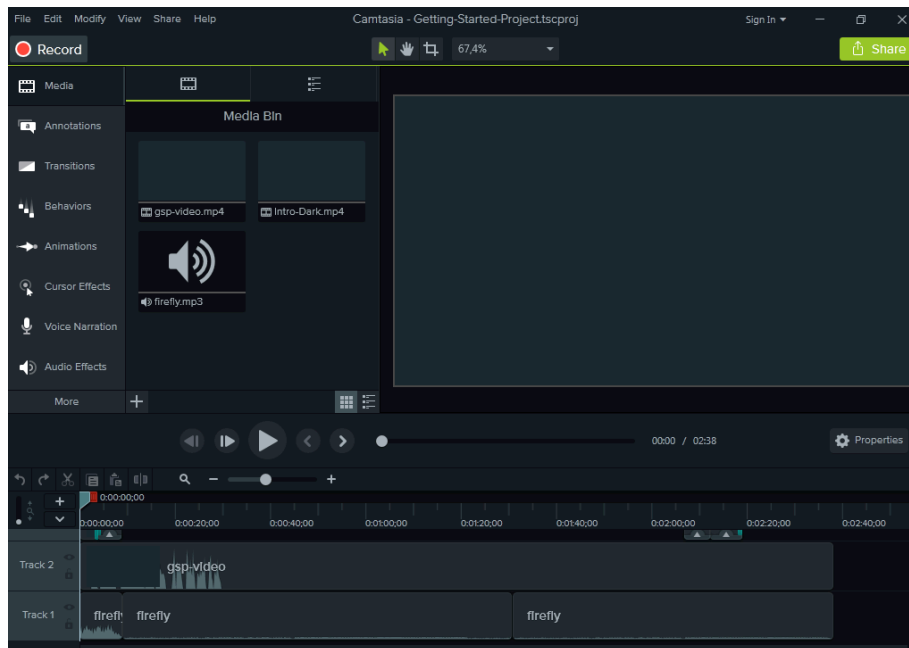 File Edit Modify View Share Help Camtasia - Getting-Started-Project.tscproj Sign In
Record 67,4% Share
Media
Media Bin
Annotations
Transitions
Behaviors
gsp-video.mp4 Intro-Dark.mp4
Animations
Cursor Effects
firefly.mp3
Voice Narration
Audio Effects
More
00:00 / 02:38 Properties
0:00:00;00
0:00:00;00 0:00:20;00 0:00:40;00 0:01:00;00 0:01:20;00 0:01:40;00 0:02:00;00 0:02:20;00 0:02:40;00
Track 2 gsp-video
Track 1 firefly firefly firefly